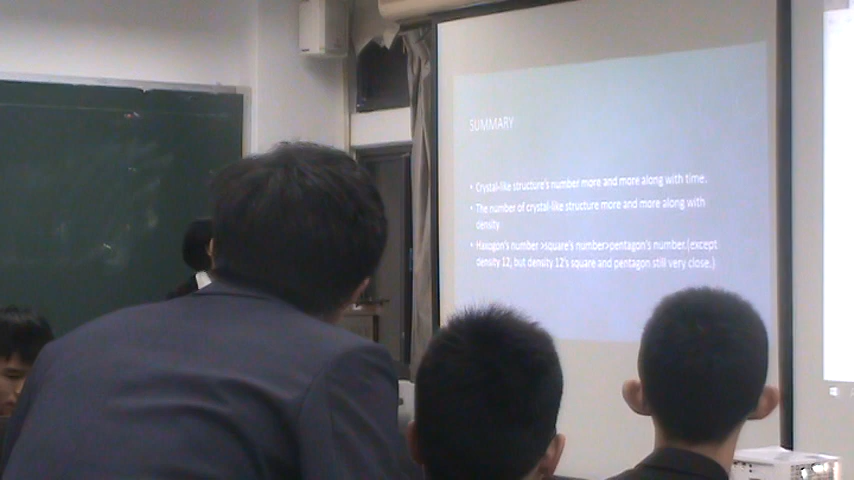 SUMMARY
• Crystal-like structure's number more and more along with time.
• The number of crystal-like structure more and more along with
density
• Haxogon's number >square's number>pentagon's number.(except
density 12, but density 12's square and pentagon still very close.)